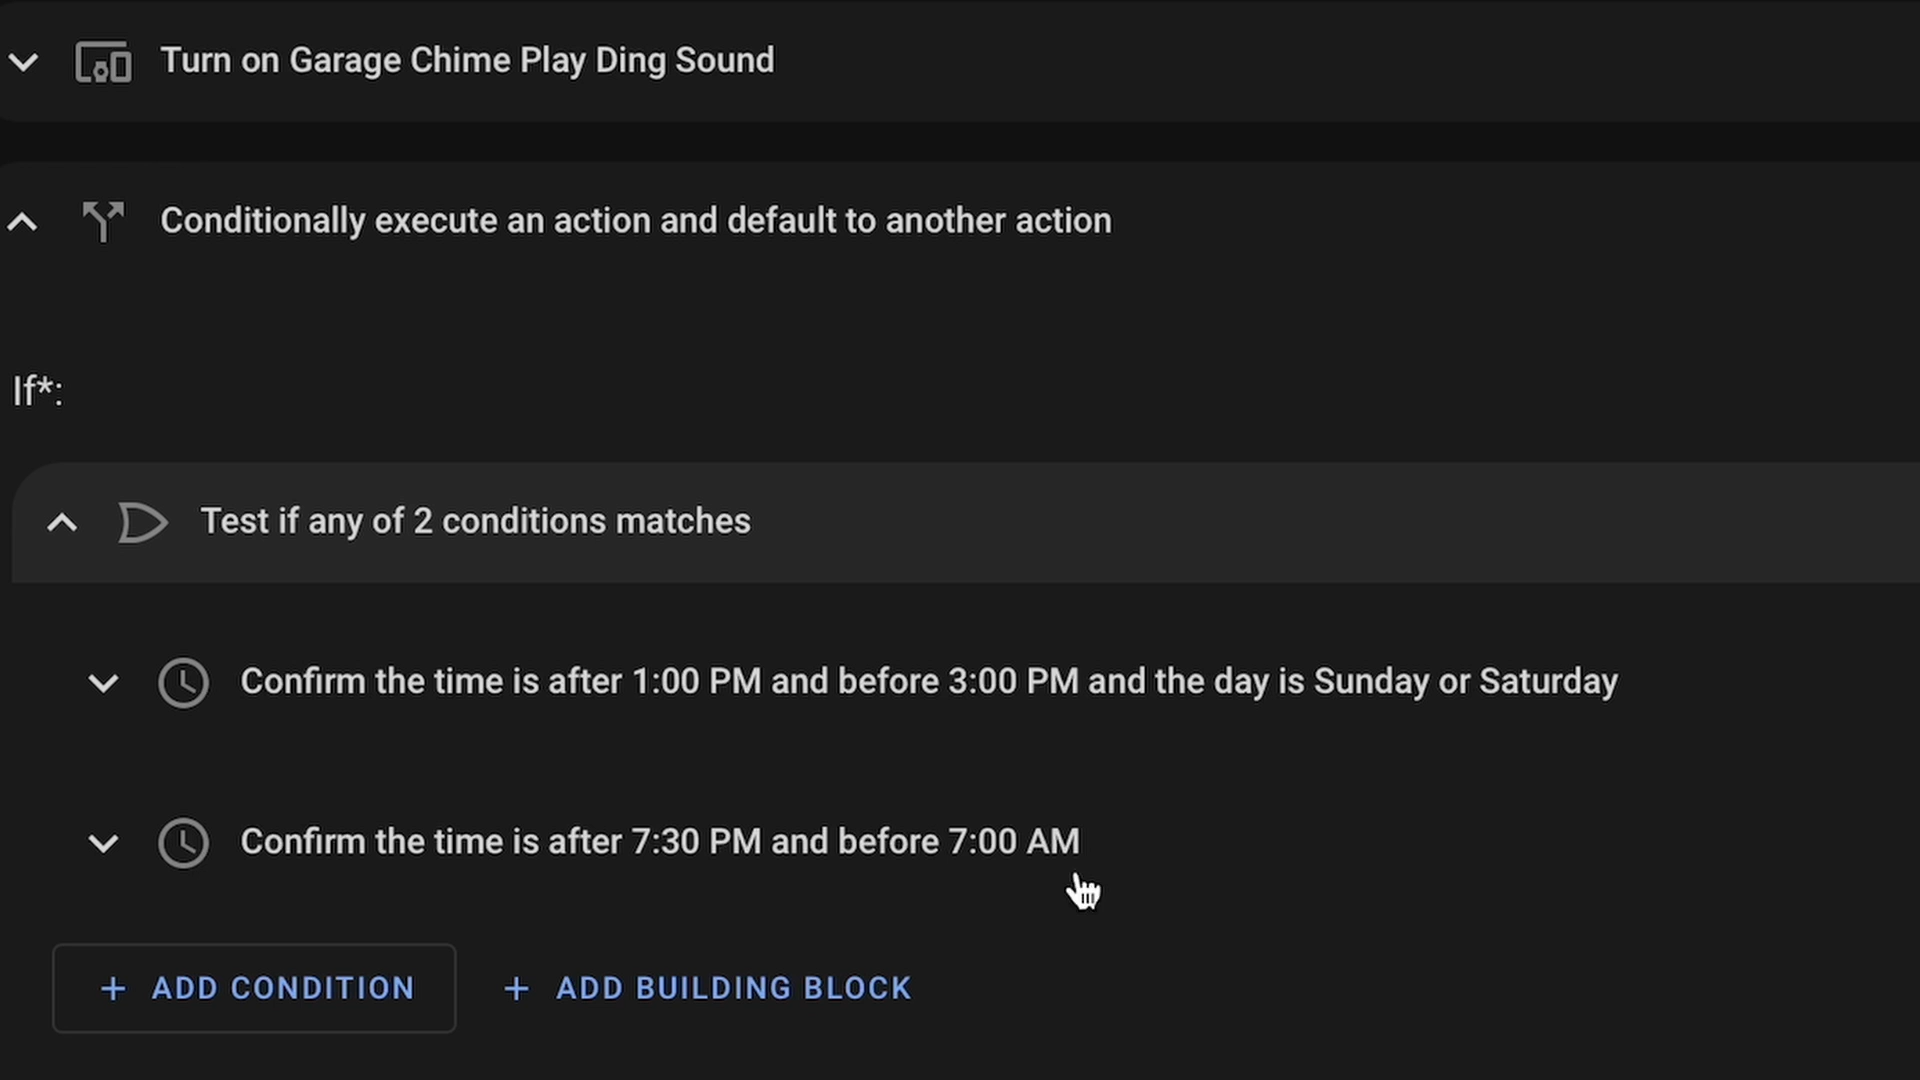 Turn on Garage Chime Play Ding Sound
Conditionally execute an action and default to another action
If*:
Test if any of 2 conditions matches
Confirm the time is after 1:00 PM and before 3:00 PM and the day is Sunday or Saturday
Confirm the time is after 7:30 PM and before 7:00 AM
+ ADD CONDITION + ADD BUILDING BLOCK